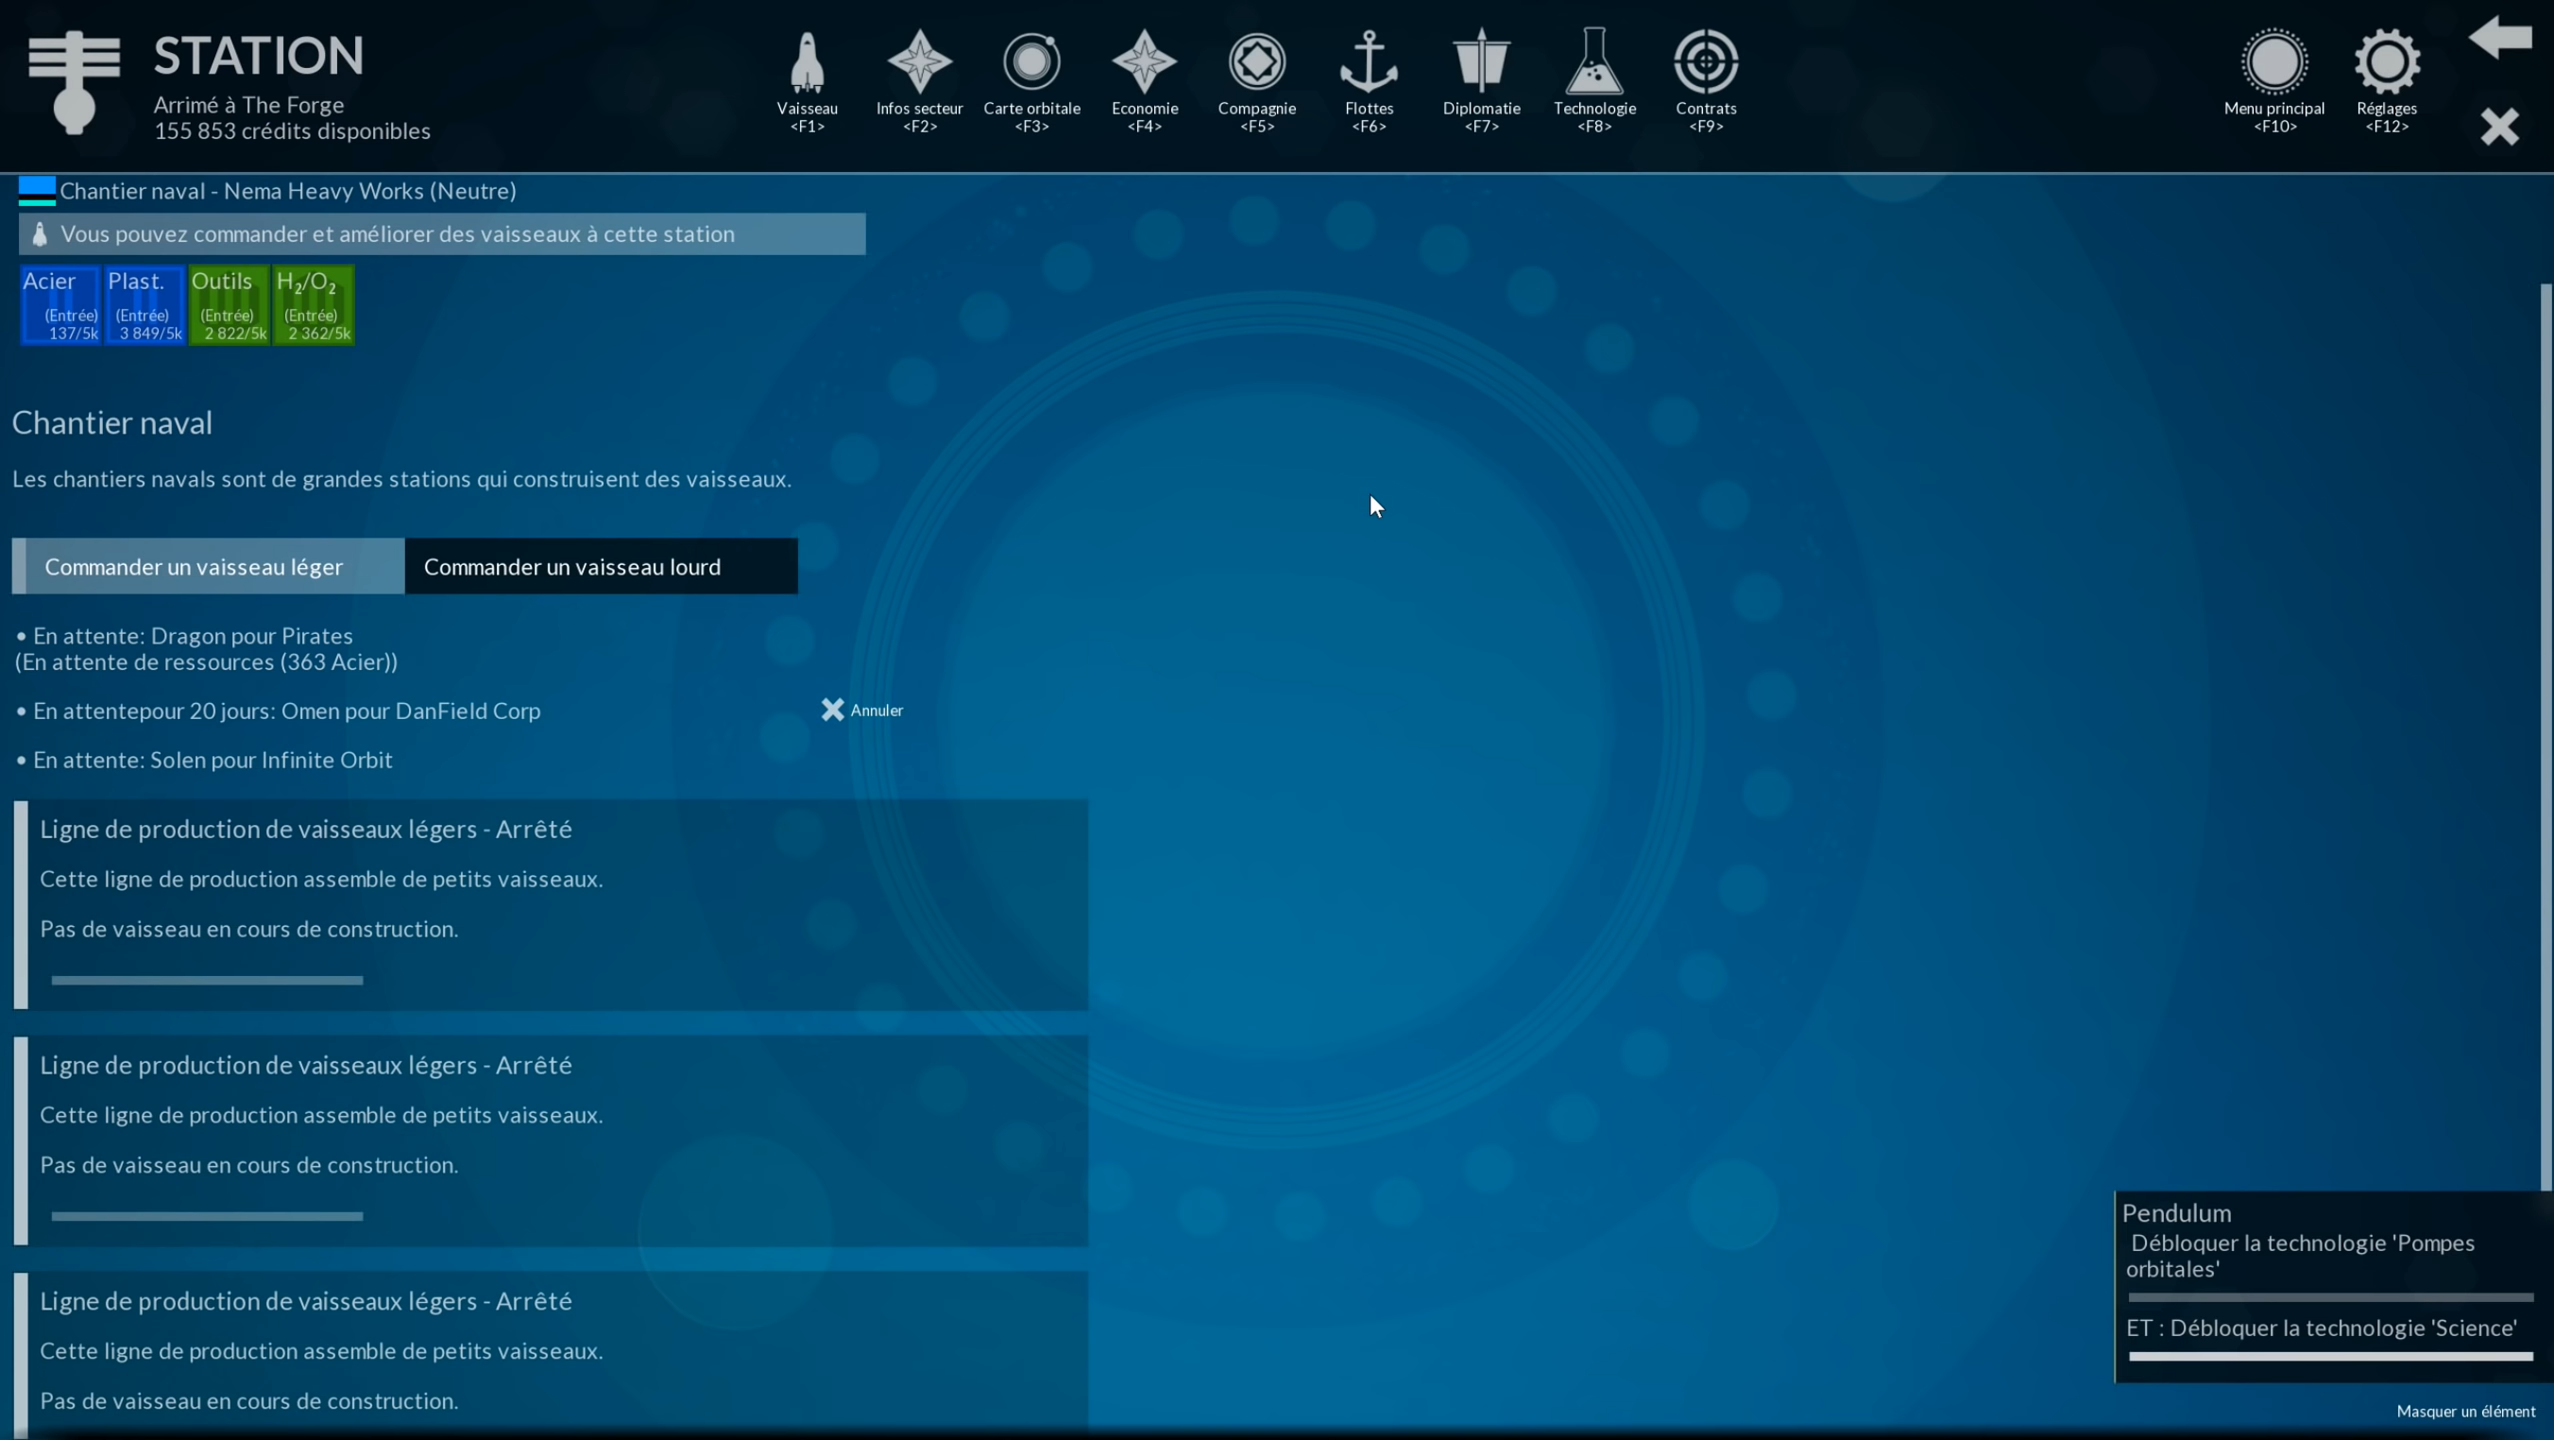 STATION
Arrimé à The Forge
155 853 crédits disponibles
Vaisseau
<F1>
Infos secteur
<F2>
Carte orbitale
<F3>
Economie
<F4>
Compagnie
<F5>
Flottes
<F6>
Diplomatie
<F7>
Technologie
<F8>
Contrats
<F9>
Menu principal
<F10>
Réglages
<F12>
Chantier naval - Nema Heavy Works (Neutre)
Vous pouvez commander et améliorer des vaisseaux à cette station
Acier
(Entrée)
137/5k
Plast.
(Entrée)
3 849/5k
Outils
(Entrée)
2 822/5k
H₂/O₂
(Entrée)
2 362/5k
Chantier naval
Les chantiers navals sont de grandes stations qui construisent des vaisseaux.
Commander un vaisseau léger
Commander un vaisseau lourd
• En attente: Dragon pour Pirates
(En attente de ressources (363 Acier))
• En attentepour 20 jours: Omen pour DanField Corp
Annuler
• En attente: Solen pour Infinite Orbit
Ligne de production de vaisseaux légers - Arrêté
Cette ligne de production assemble de petits vaisseaux.
Pas de vaisseau en cours de construction.
Ligne de production de vaisseaux légers - Arrêté
Cette ligne de production assemble de petits vaisseaux.
Pas de vaisseau en cours de construction.
Ligne de production de vaisseaux légers - Arrêté
Cette ligne de production assemble de petits vaisseaux.
Pas de vaisseau en cours de construction.
Pendulum
Débloquer la technologie 'Pompes
orbitales'
ET : Débloquer la technologie 'Science'
Masquer un élément